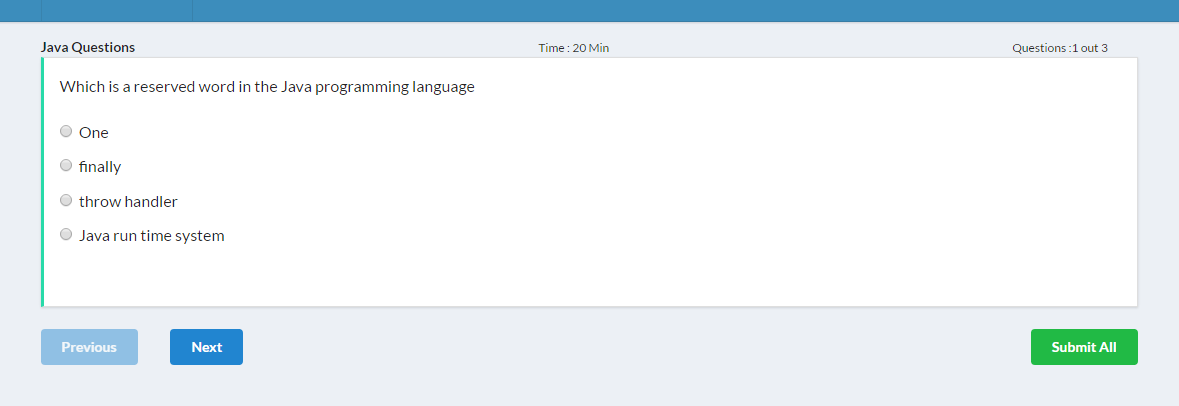 Java Questions
Time : 20 Min
Questions :1 out 3
Which is a reserved word in the Java programming language
One
finally
throw handler
Java run time system
Previous
Next
Submit All